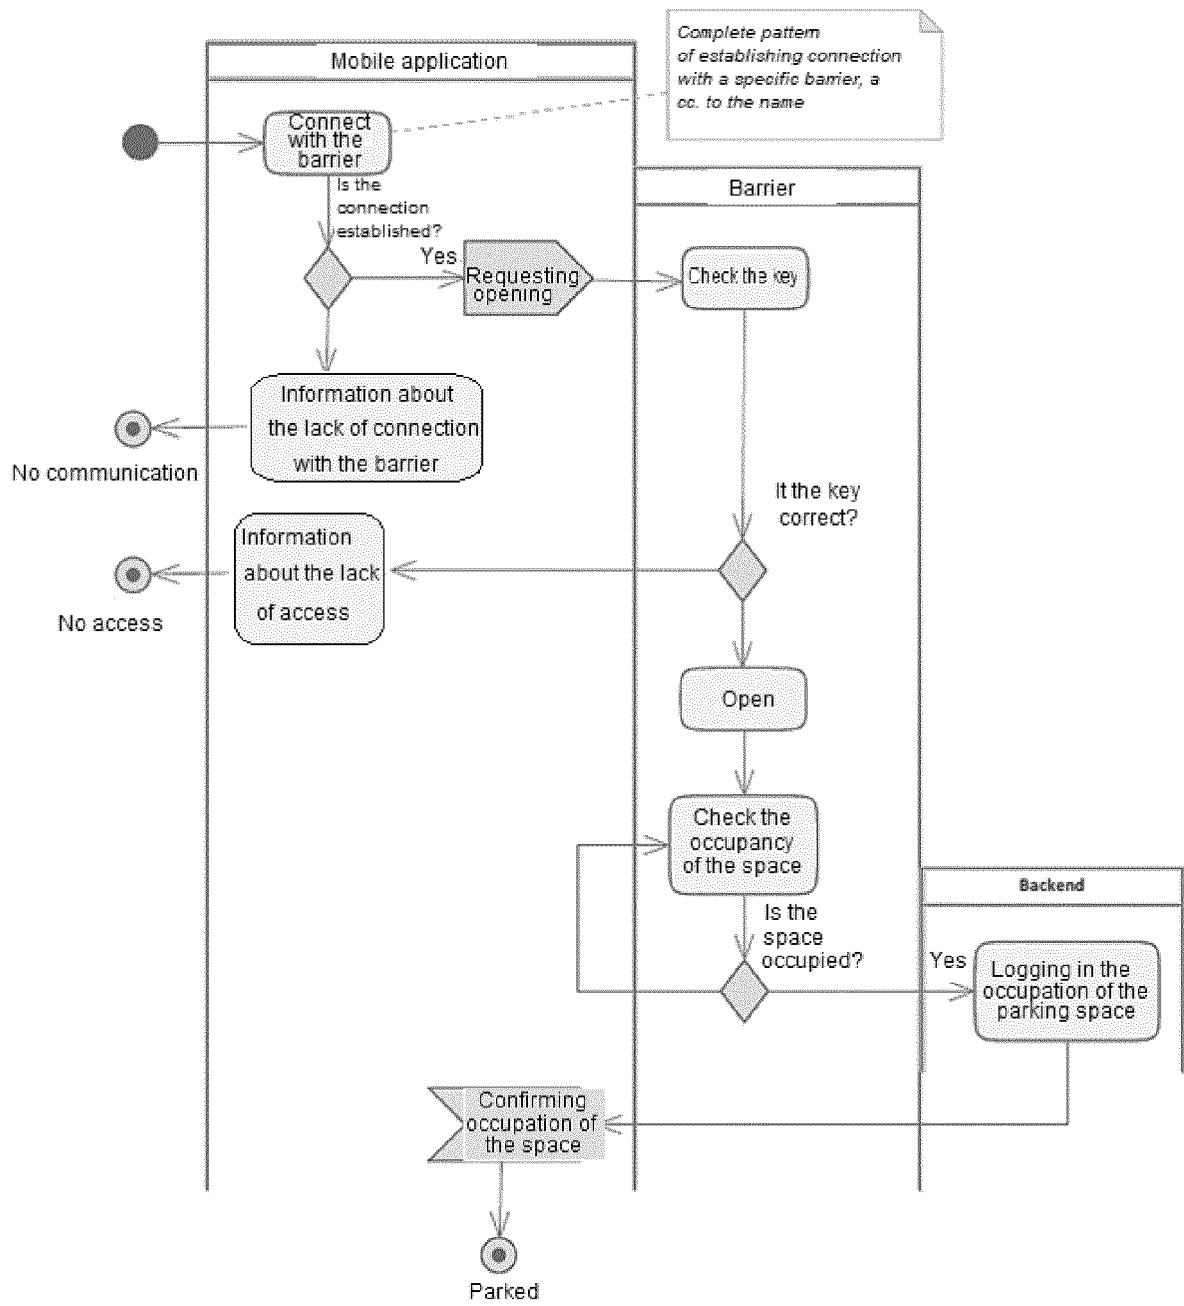 Complete pattern
of establishing connection
with a specific barrier, a
cc. to the name
Mobile application
Connect
with the
barrier
Is the
connection
established?
Yes
Requesting
opening
Barrier
Check the key
Information about
the lack of connection
with the barrier
No communication
It the key
correct?
Information
about the lack
of access
No access
Open
Check the
occupancy
of the space
Is the
space
occupied?
Backend
Yes
Logging in the
occupation of the
parking space
Confirming
occupation of
the space
Parked